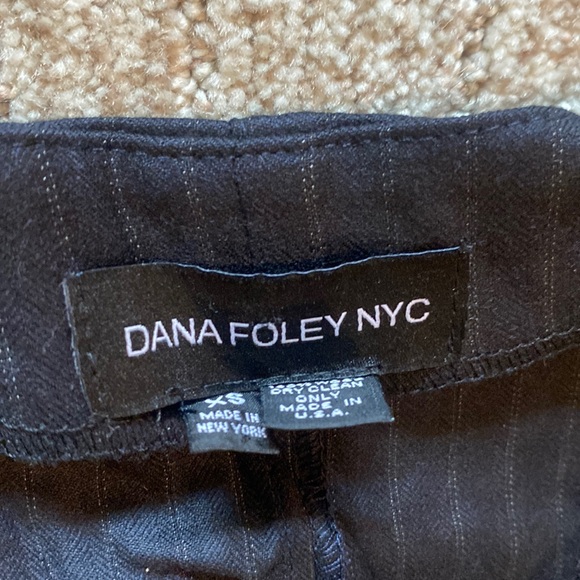 DANA FOLEY NYC
XS
MADE IN
NEW YORK
DRY CLEAN
ONLY
MADE IN
U.S.A.